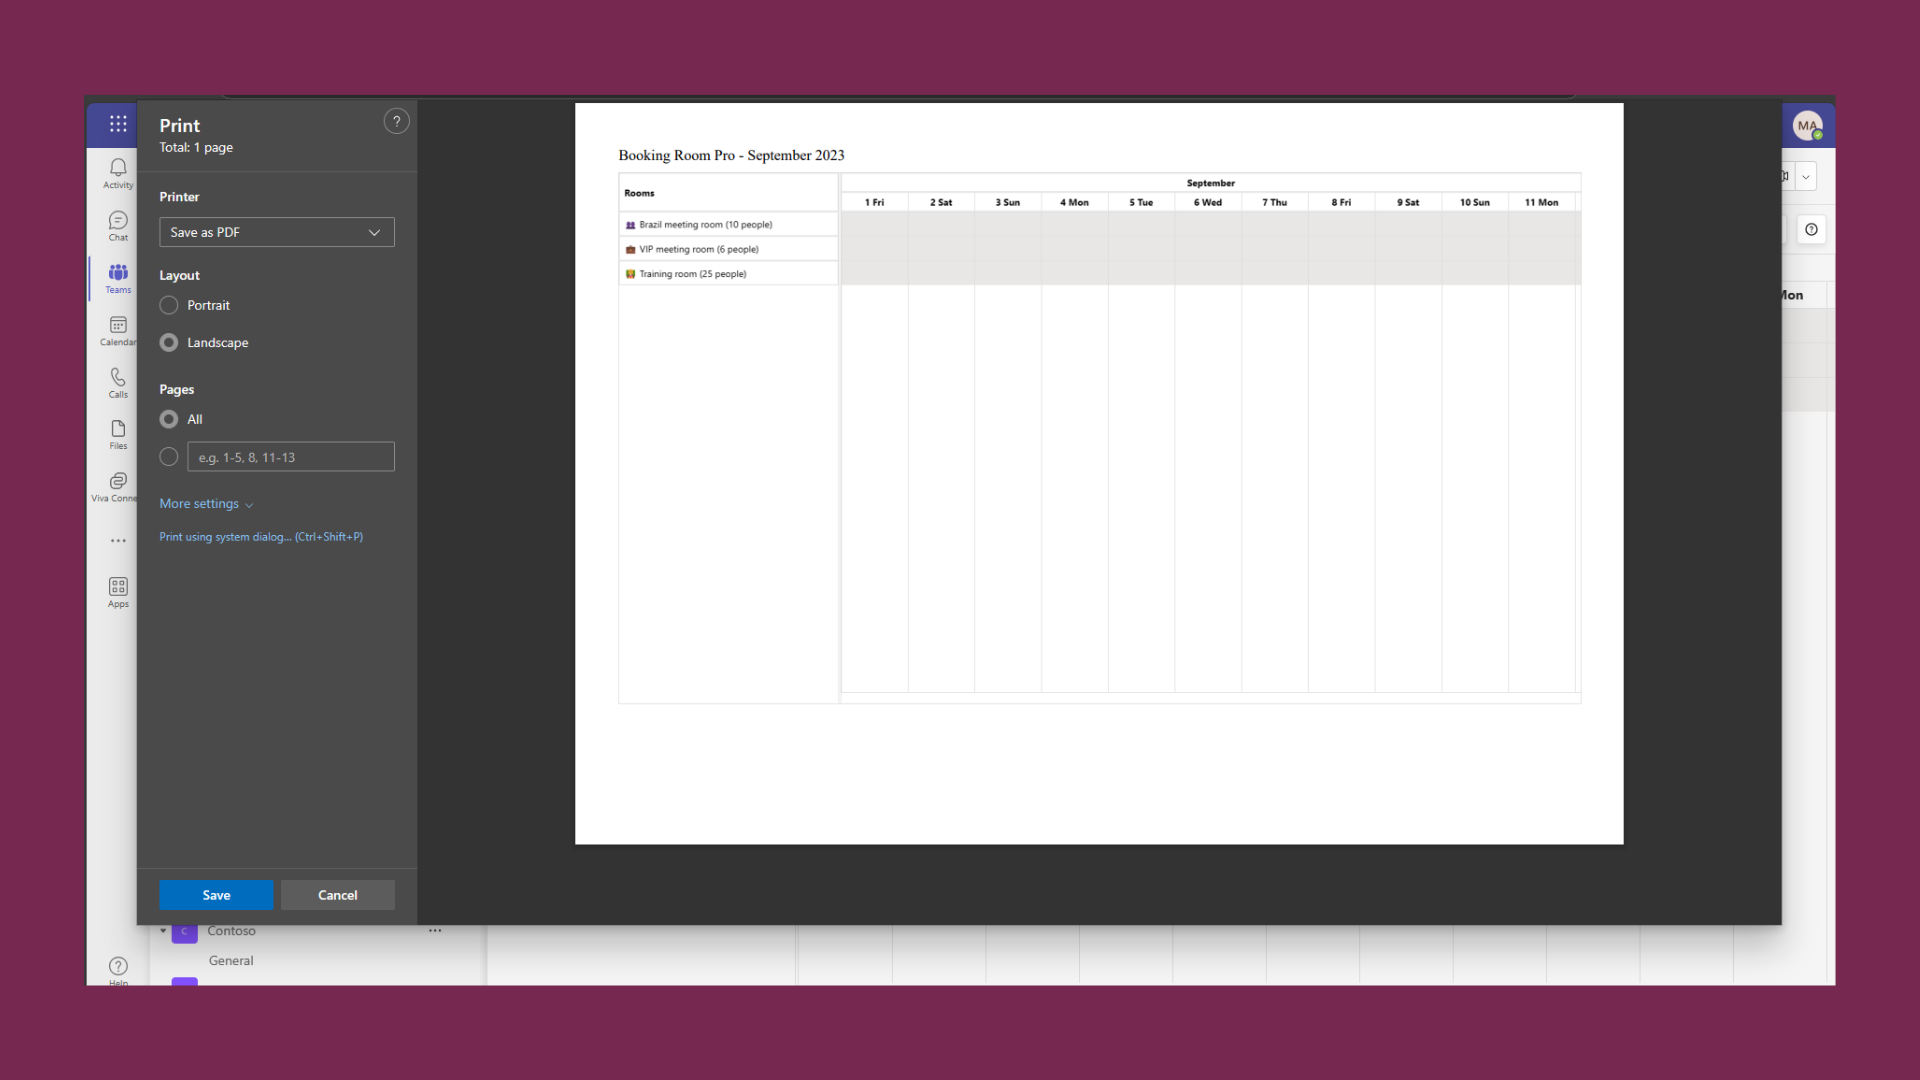 Print
Total: 1 page
?
Printer
Save as PDF
Layout
Portrait
Landscape
Pages
All
e.g. 1-5, 8, 11-13
More settings
Print using system dialog... (Ctrl+Shift+P)
Save
Cancel
Activity
Chat
Teams
Calendar
Calls
Files
Viva Conne
...
Apps
Help
Booking Room Pro - September 2023
Rooms
September
1 Fri 2 Sat 3 Sun 4 Mon 5 Tue 6 Wed 7 Thu 8 Fri 9 Sat 10 Sun 11 Mon
Brazil meeting room (10 people)
VIP meeting room (6 people)
Training room (25 people)
MA
Mon
C Contoso ...
General